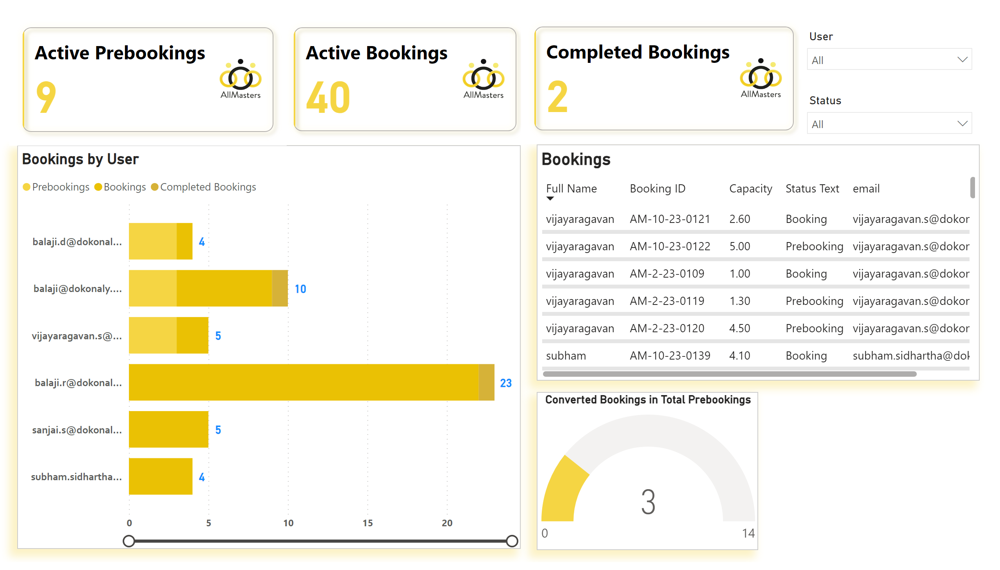 Active Prebookings
9
AllMasters
Active Bookings
40
AllMasters
Completed Bookings
2
AllMasters
User
All
Status
All
Bookings by User
Prebookings Bookings Completed Bookings
balaji.d@dokonal... 4
balaji@dokonaly.... 10
vijayaragavan.s@... 5
balaji.r@dokonal... 23
sanjai.s@dokonal... 5
subham.sidhartha... 4
0 5 10 15 20
Bookings
Full Name Booking ID Capacity Status Text email
vijayaragavan AM-10-23-0121 2.60 Booking vijayaragavan.s@dokor
vijayaragavan AM-10-23-0122 5.00 Prebooking vijayaragavan.s@dokor
vijayaragavan AM-2-23-0109 1.00 Booking vijayaragavan.s@dokor
vijayaragavan AM-2-23-0119 1.30 Prebooking vijayaragavan.s@dokor
vijayaragavan AM-2-23-0120 4.50 Prebooking vijayaragavan.s@dokor
subham AM-10-23-0139 4.10 Booking subham.sidhartha@dok
Converted Bookings in Total Prebookings
3
0 14